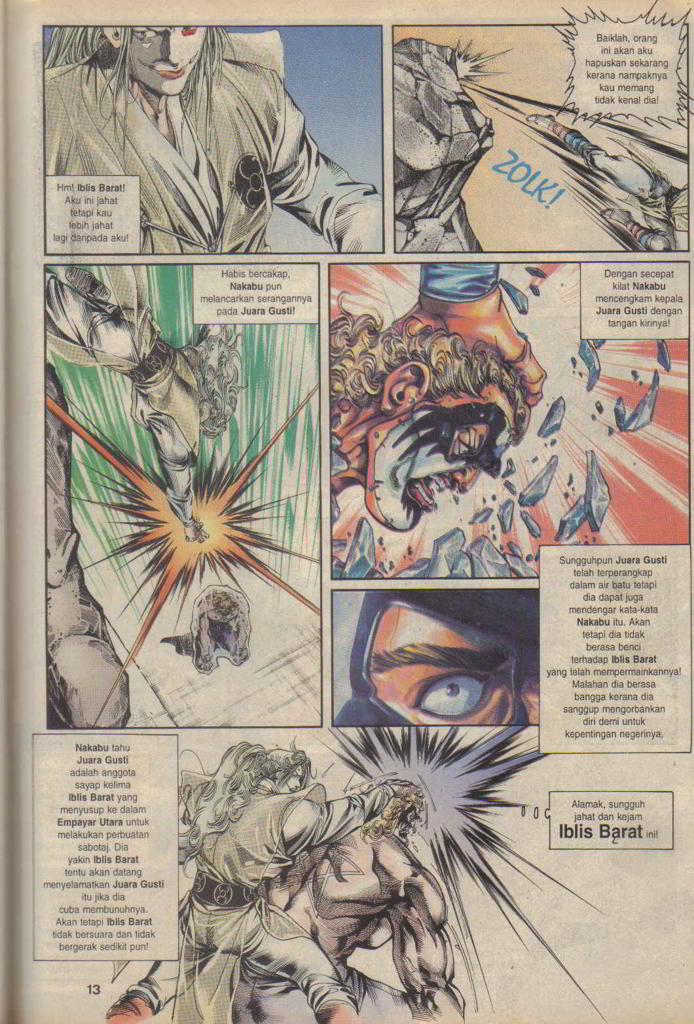 Hm! Iblis Barat!
Aku ini jahat
tetapi kau
lebih jahat
lagi daripada aku!
Baiklah, orang
ini akan aku
hapuskan sekarang
kerana nampaknya
kau memang
tidak kenal dia!
ZOLK!
Habis bercakap,
Nakabu pun
melancarkan serangannya
pada Juara Gusti!
Dengan secepat
kilat Nakabu
mencengkam kepala
Juara Gusti dengan
tangan kirinya!
Sungguhpun Juara Gusti
telah terperangkap
dalam air batu tetapi
dia dapat juga
mendengar kata-kata
Nakabu itu. Akan
tetapi dia tidak
berasa benci
terhadap Iblis Barat
yang telah mempermainkannya!
Malahan dia berasa
bangga kerana dia
sanggup mengorbankan
diri demi untuk
kepentingan negerinya.
Nakabu tahu
Juara Gusti
adalah anggota
sayap kelima
Iblis Barat yang
menyusup ke dalam
Empayar Utara untuk
melakukan perbuatan
sabotaj. Dia
yakin Iblis Barat
tentu akan datang
menyelamatkan Juara Gusti
itu jika dia
cuba membunuhnya.
Akan tetapi Iblis Barat
tidak bersuara dan tidak
bergerak sedikit pun!
Alamak, sungguh
jahat dan kejam
Iblis Barat ini!
13